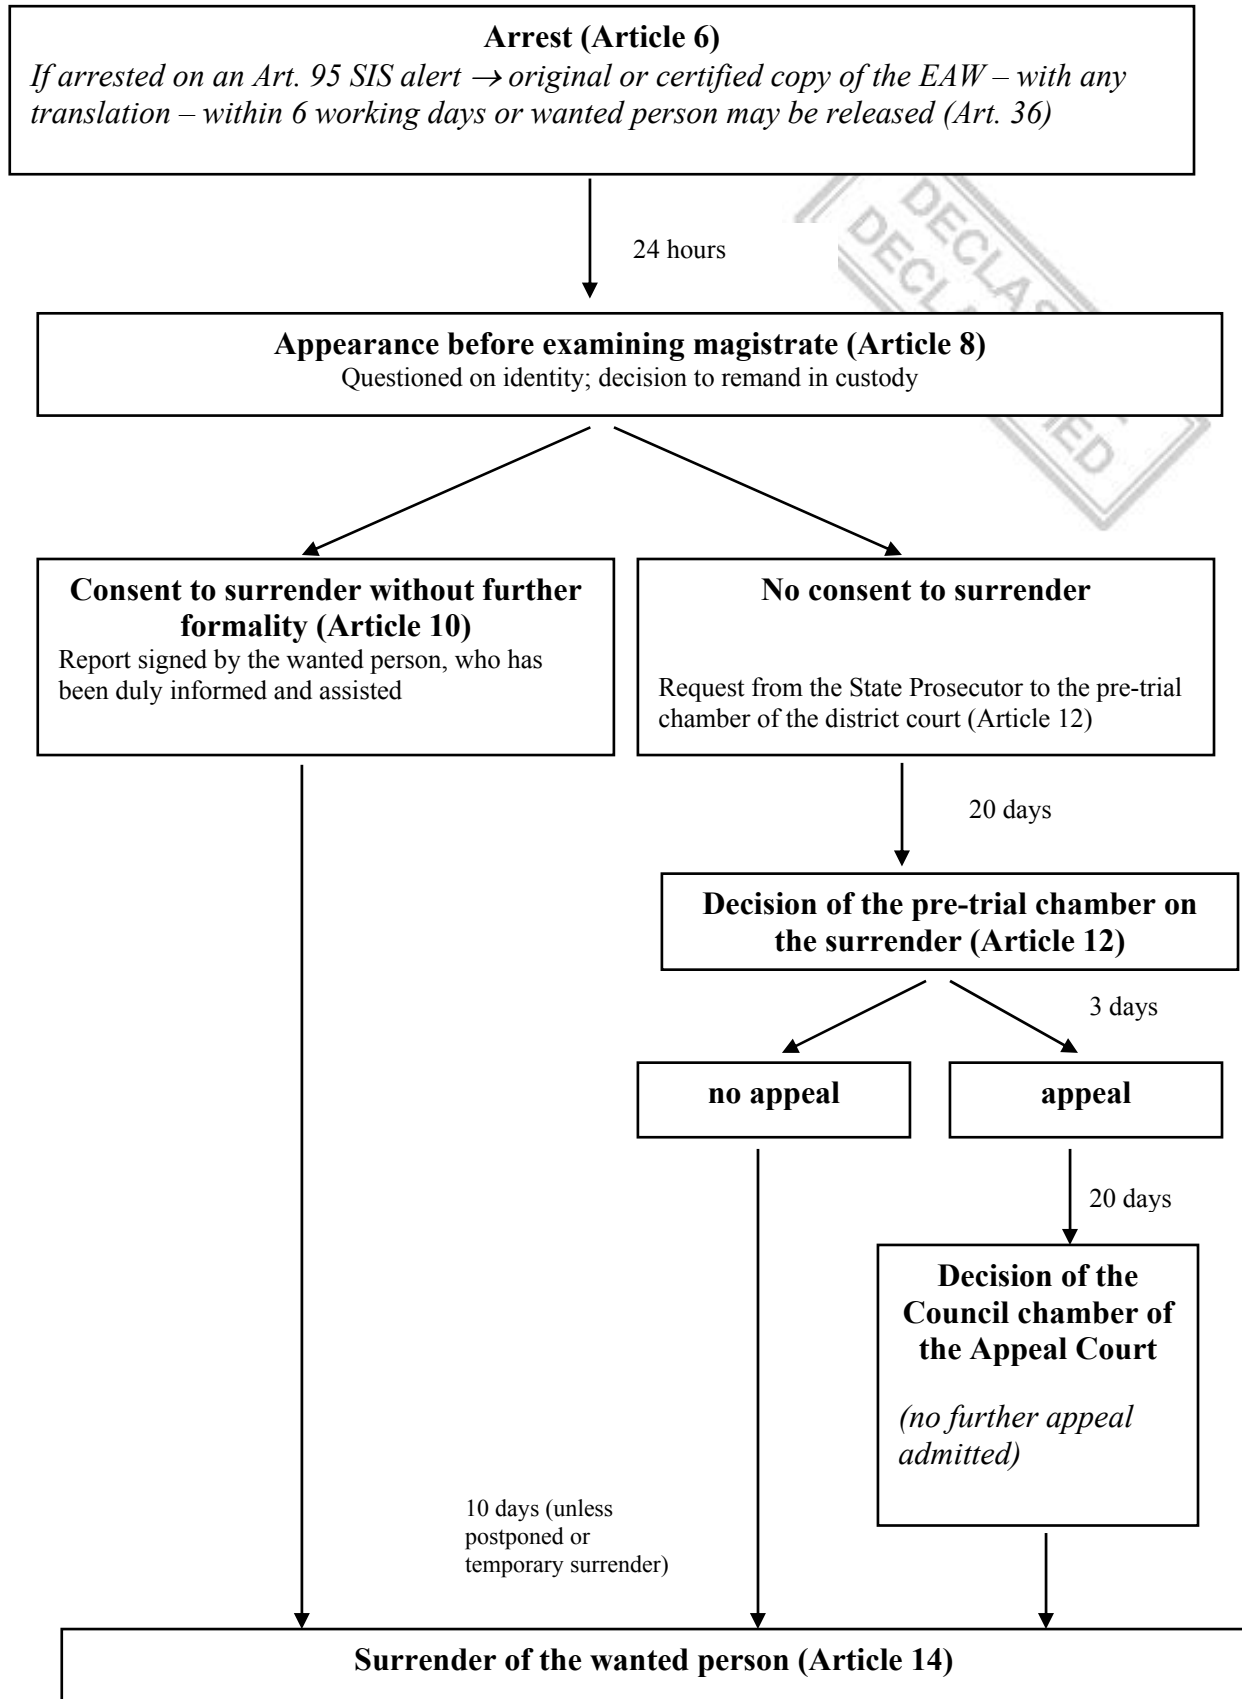 Arrest (Article 6)
If arrested on an Art. 95 SIS alert → original or certified copy of the EAW – with any
translation – within 6 working days or wanted person may be released (Art. 36)
24 hours
Appearance before examining magistrate (Article 8)
Questioned on identity; decision to remand in custody
Consent to surrender without further
formality (Article 10)
Report signed by the wanted person, who has
been duly informed and assisted
No consent to surrender
Request from the State Prosecutor to the pre-trial
chamber of the district court (Article 12)
20 days
Decision of the pre-trial chamber on
the surrender (Article 12)
3 days
no appeal
appeal
20 days
Decision of the
Council chamber of
the Appeal Court
(no further appeal
admitted)
10 days (unless
postponed or
temporary surrender)
Surrender of the wanted person (Article 14)